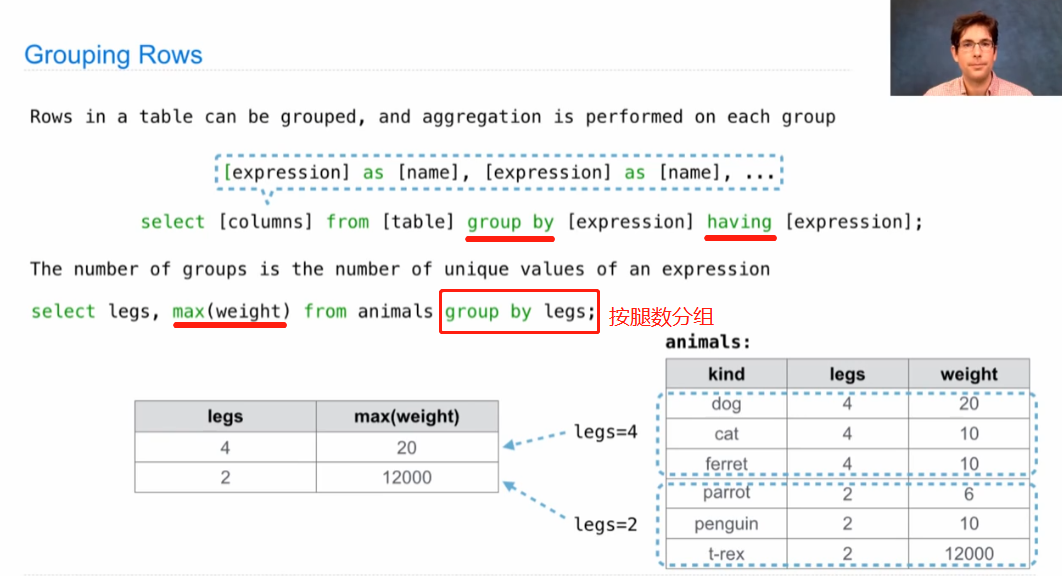 Grouping Rows
Rows in a table can be grouped, and aggregation is performed on each group
[expression] as [name], [expression] as [name], ...
select [columns] from [table] group by [expression] having [expression];
The number of groups is the number of unique values of an expression
select legs, max(weight) from animals group by legs; 按腿数分组
animals:
kind legs weight
dog 4 20
cat 4 10
ferret 4 10
parrot 2 6
penguin 2 10
t-rex 2 12000
legs max(weight)
4 20
2 12000
legs=4
legs=2